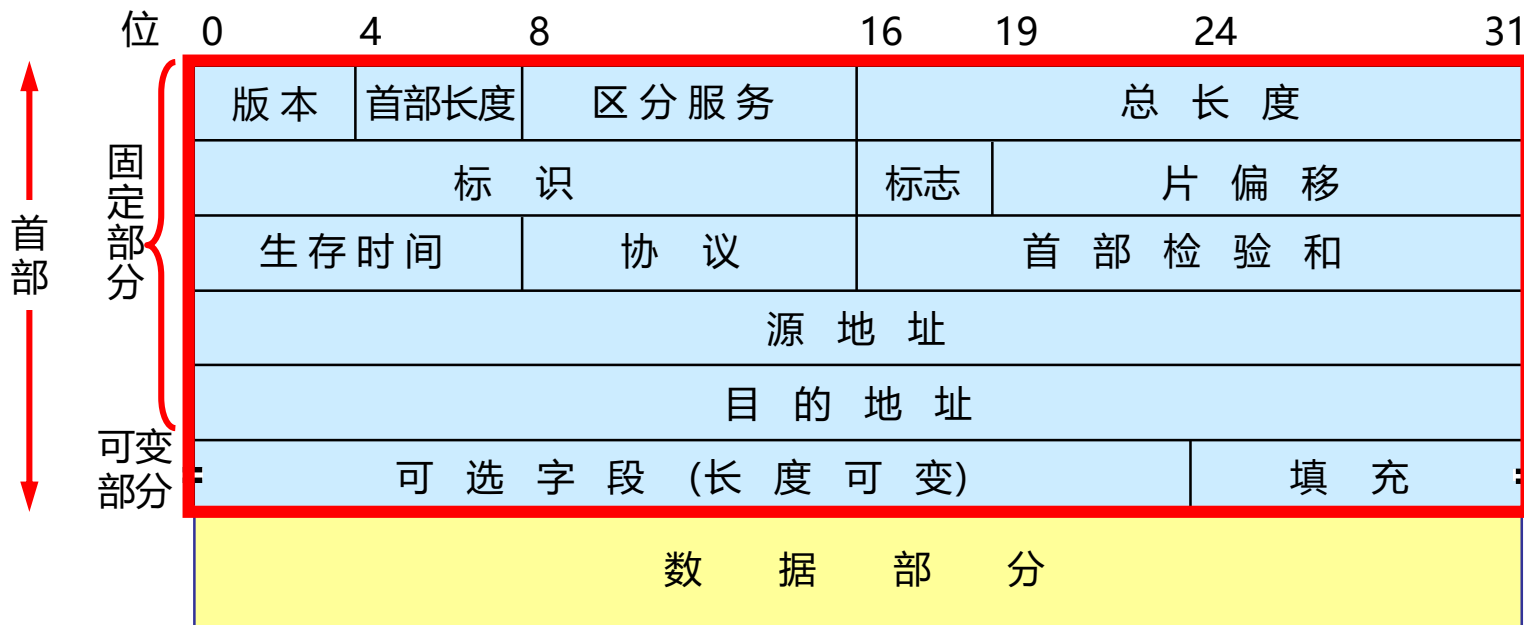 位 0 4 8 16 19 24 31
版本 首部长度 区分服务 总长度
标识 标志 片偏移
生存时间 协议 首部检验和
源地址
目的地址
可选字段 (长度可变) 填充
数据部分
首部
固定部分
可变
部分